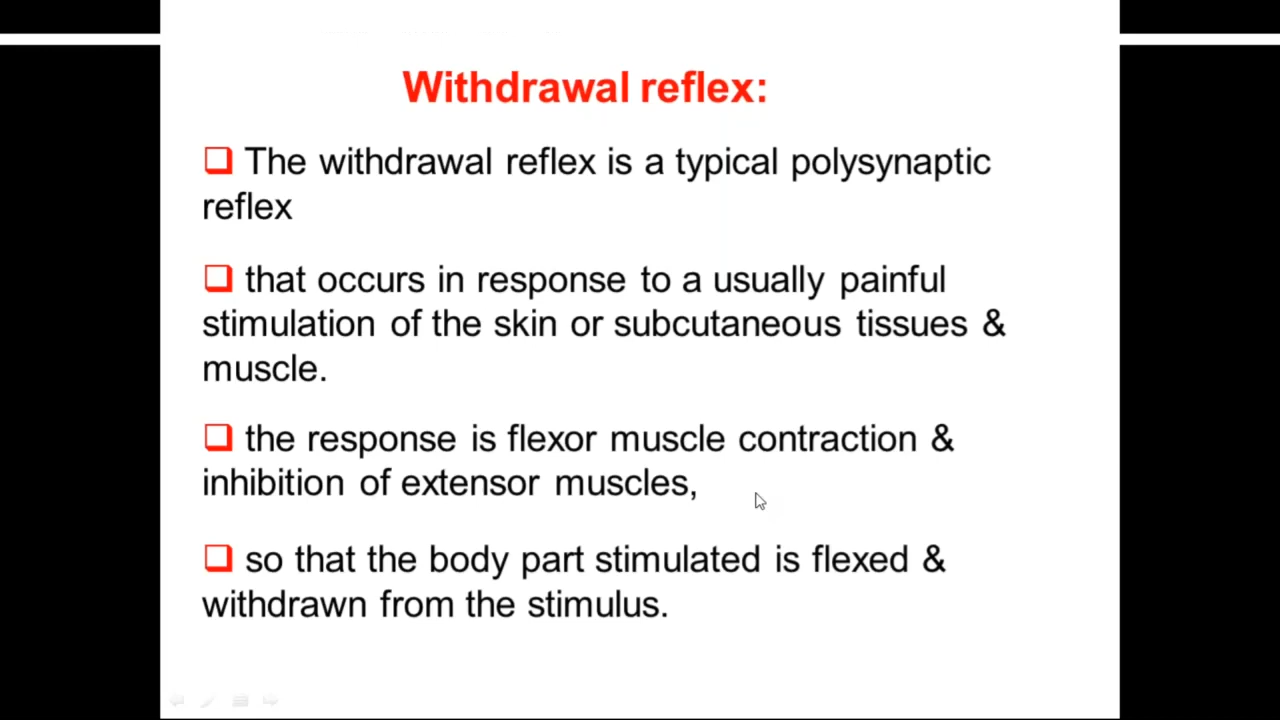 Withdrawal reflex:
❑ The withdrawal reflex is a typical polysynaptic
reflex
❑ that occurs in response to a usually painful
stimulation of the skin or subcutaneous tissues &
muscle.
❑ the response is flexor muscle contraction &
inhibition of extensor muscles,
❑ so that the body part stimulated is flexed &
withdrawn from the stimulus.